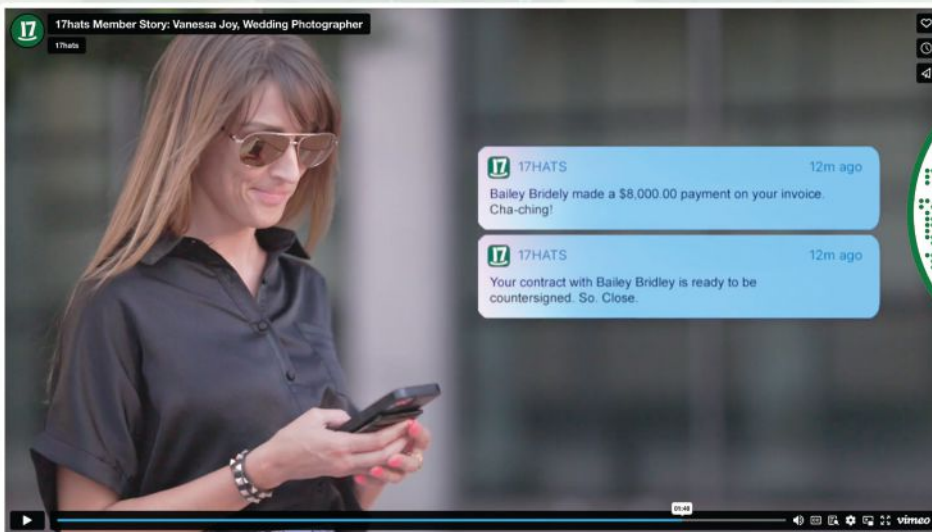 17
17hats Member Story: Vanessa Joy, Wedding Photographer
17hats
17 17HATS 12m ago
Bailey Bridely made a $8,000.00 payment on your invoice.
Cha-ching!
17 17HATS 12m ago
Your contract with Bailey Bridley is ready to be
countersigned. So. Close.
01:48
vimeo